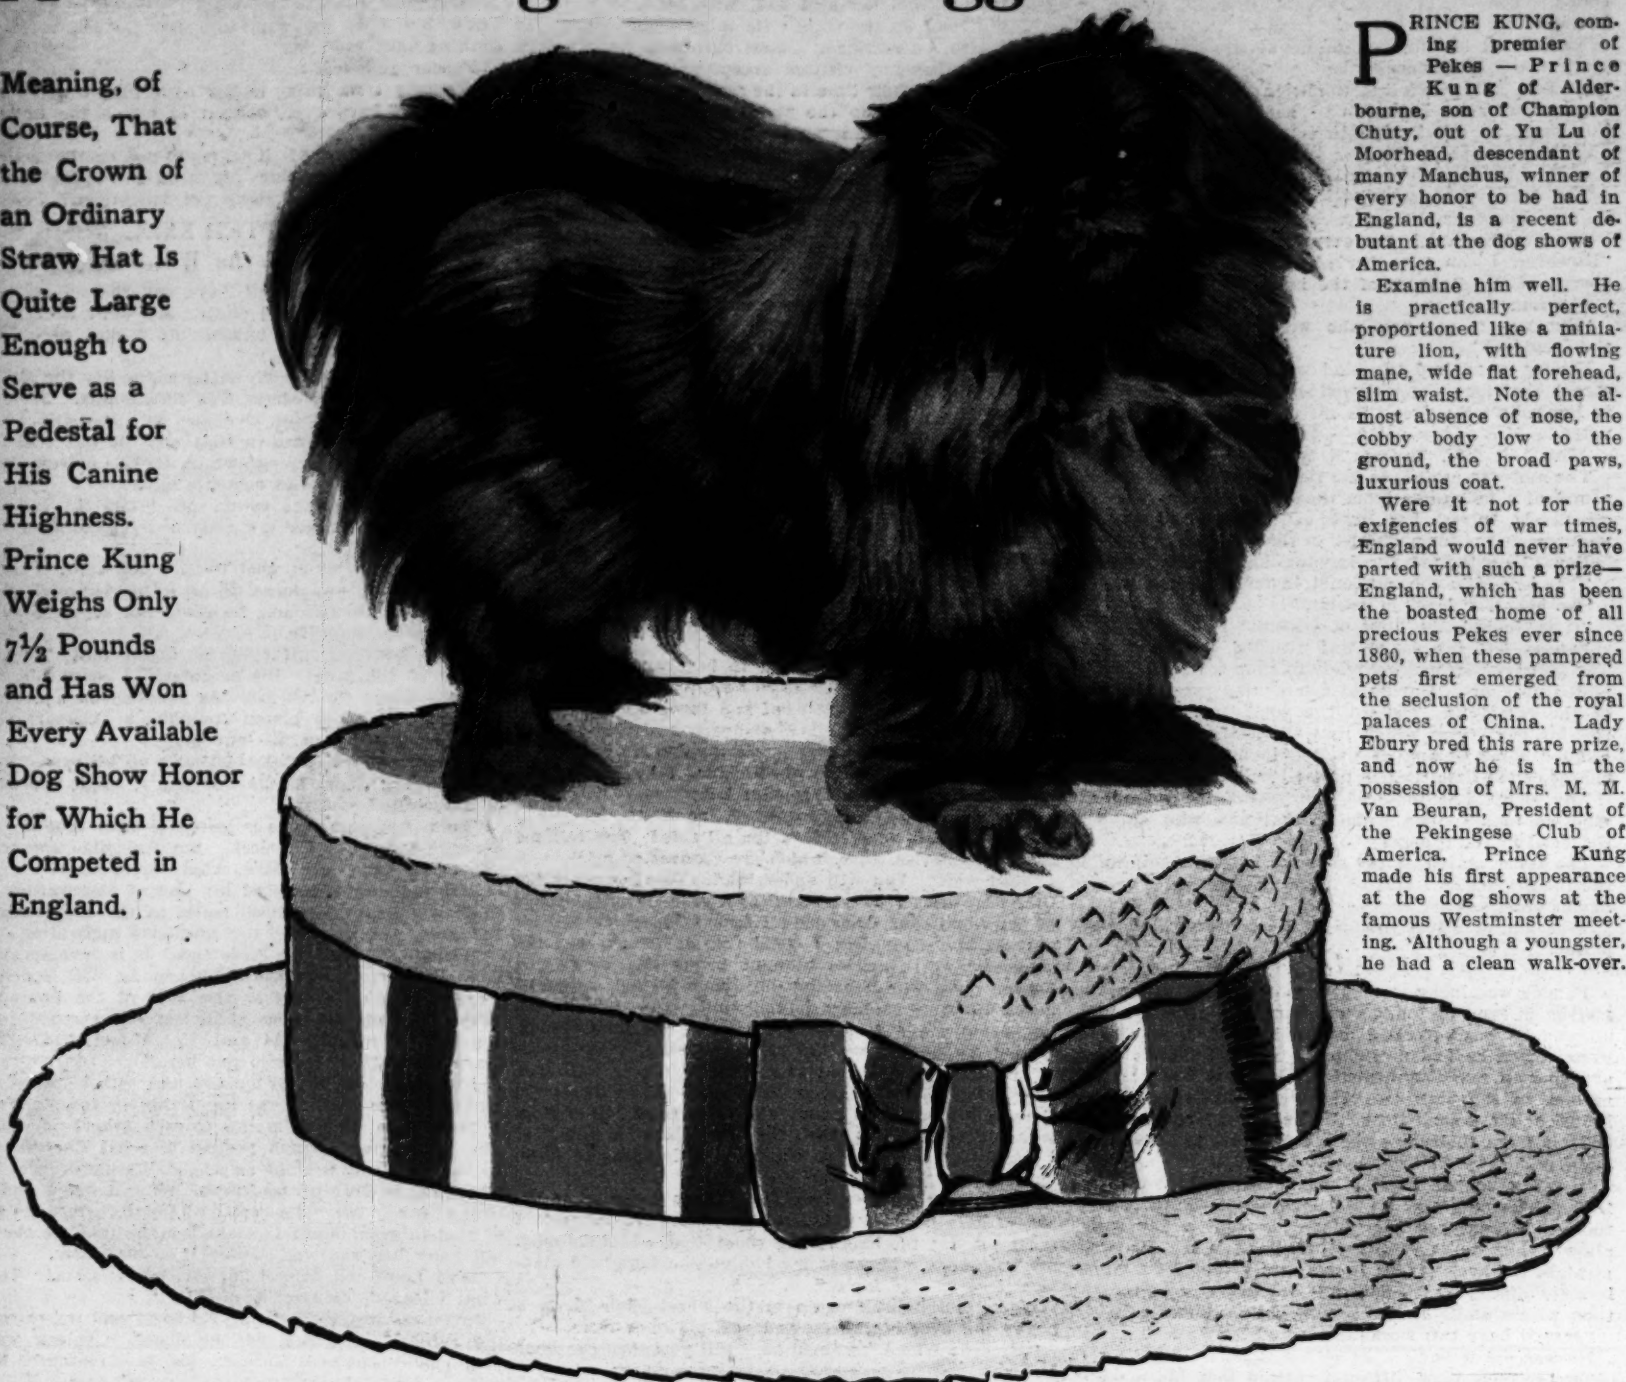 Meaning, of
Course, That
the Crown of
an Ordinary
Straw Hat Is
Quite Large
Enough to
Serve as a
Pedestal for
His Canine
Highness.
Prince Kung
Weighs Only
7½ Pounds
and Has Won
Every Available
Dog Show Honor
for Which He
Competed in
England.
PRINCE KUNG, com-
ing premier of
Pekes — Prince
Kung of Alder-
bourne, son of Champion
Chuty, out of Yu Lu of
Moorhead, descendant of
many Manchus, winner of
every honor to be had in
England, is a recent de-
butant at the dog shows of
America.
Examine him well. He
is practically perfect,
proportioned like a minia-
ture lion, with flowing
mane, wide flat forehead,
slim waist. Note the al-
most absence of nose, the
cobby body low to the
ground, the broad paws,
luxurious coat.
Were it not for the
exigencies of war times,
England would never have
parted with such a prize—
England, which has been
the boasted home of all
precious Pekes ever since
1860, when these pampered
pets first emerged from
the seclusion of the royal
palaces of China. Lady
Ebury bred this rare prize,
and now he is in the
possession of Mrs. M. M.
Van Beuran, President of
the Pekingese Club of
America. Prince Kung
made his first appearance
at the dog shows at the
famous Westminster meet-
ing. Although a youngster,
he had a clean walk-over.